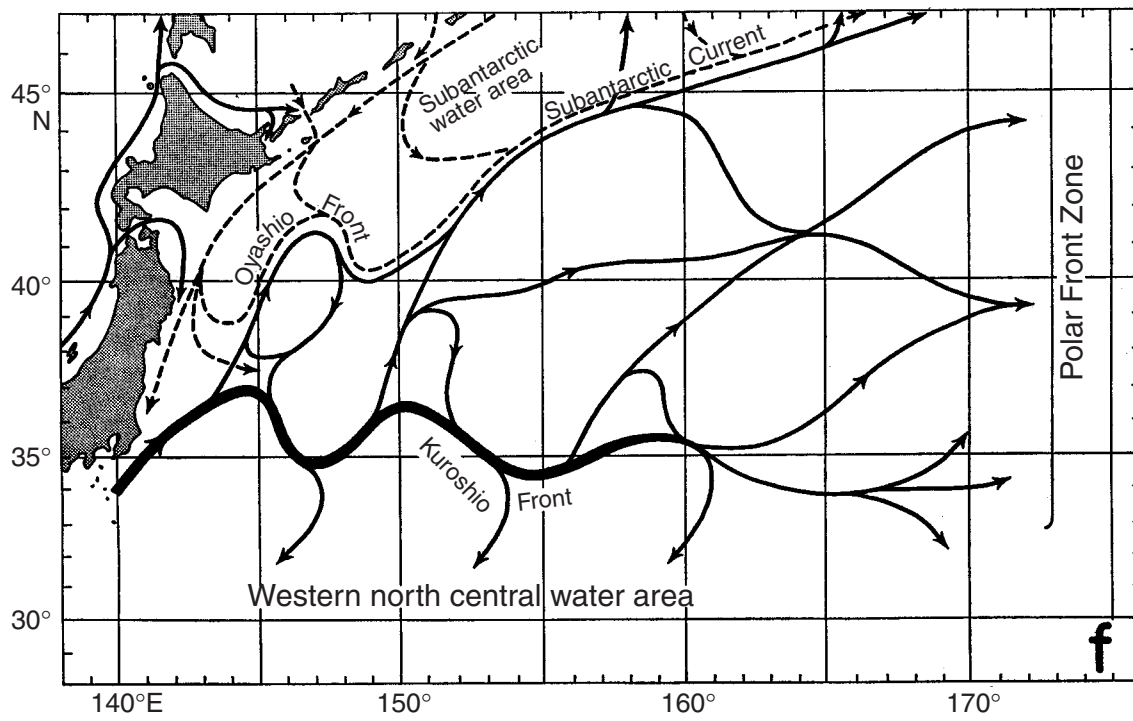 45°
N
40°
35°
30°
140°E
150°
160°
170°
Subantarctic
water area
Subantarctic Current
Oyashio Front
Kuroshio
Front
Polar Front Zone
Western north central water area
f